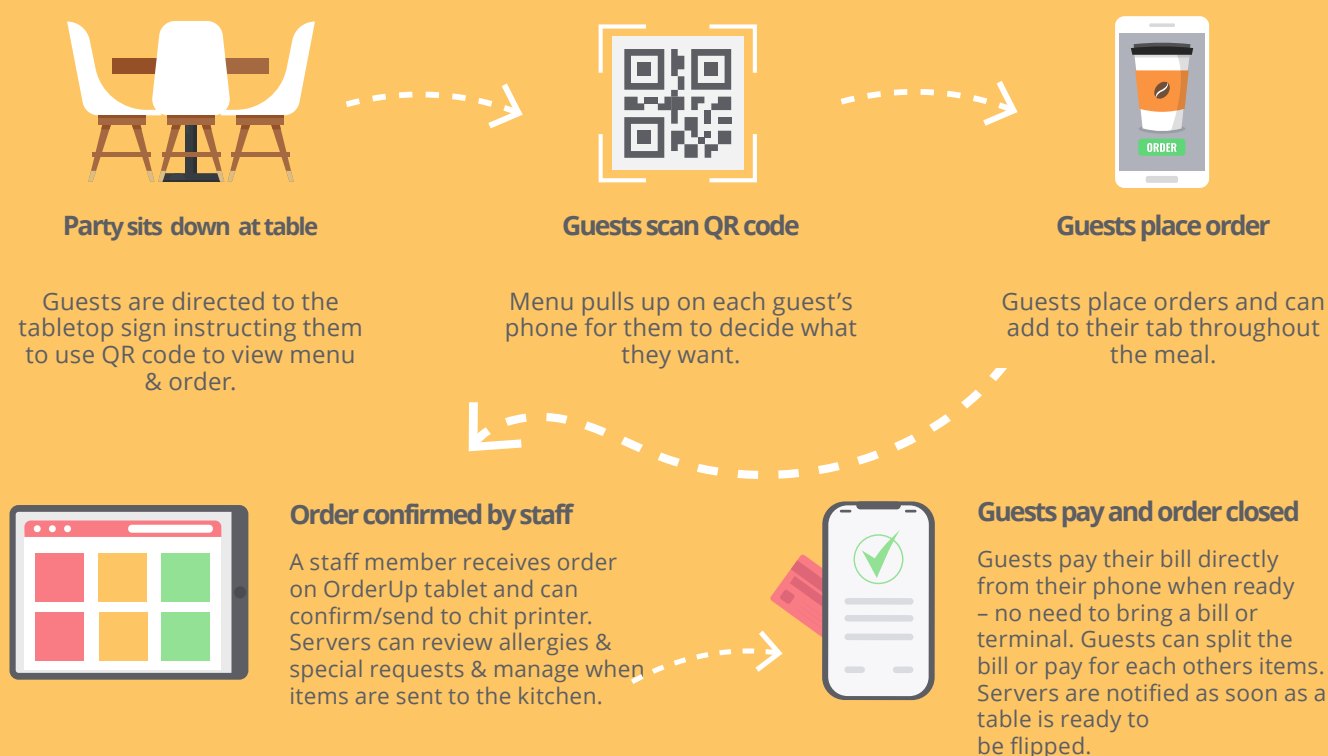 ORDER
Party sits down at table
Guests scan QR code
Guests place order
Guests are directed to the
tabletop sign instructing them
to use QR code to view menu
& order.
Menu pulls up on each guest’s
phone for them to decide what
they want.
Guests place orders and can
add to their tab throughout
the meal.
Order confirmed by staff
A staff member receives order
on OrderUp tablet and can
confirm/send to chit printer.
Servers can review allergies &
special requests & manage when
items are sent to the kitchen.
Guests pay and order closed
Guests pay their bill directly
from their phone when ready
– no need to bring a bill or
terminal. Guests can split the
bill or pay for each others items.
Servers are notified as soon as a
table is ready to
be flipped.